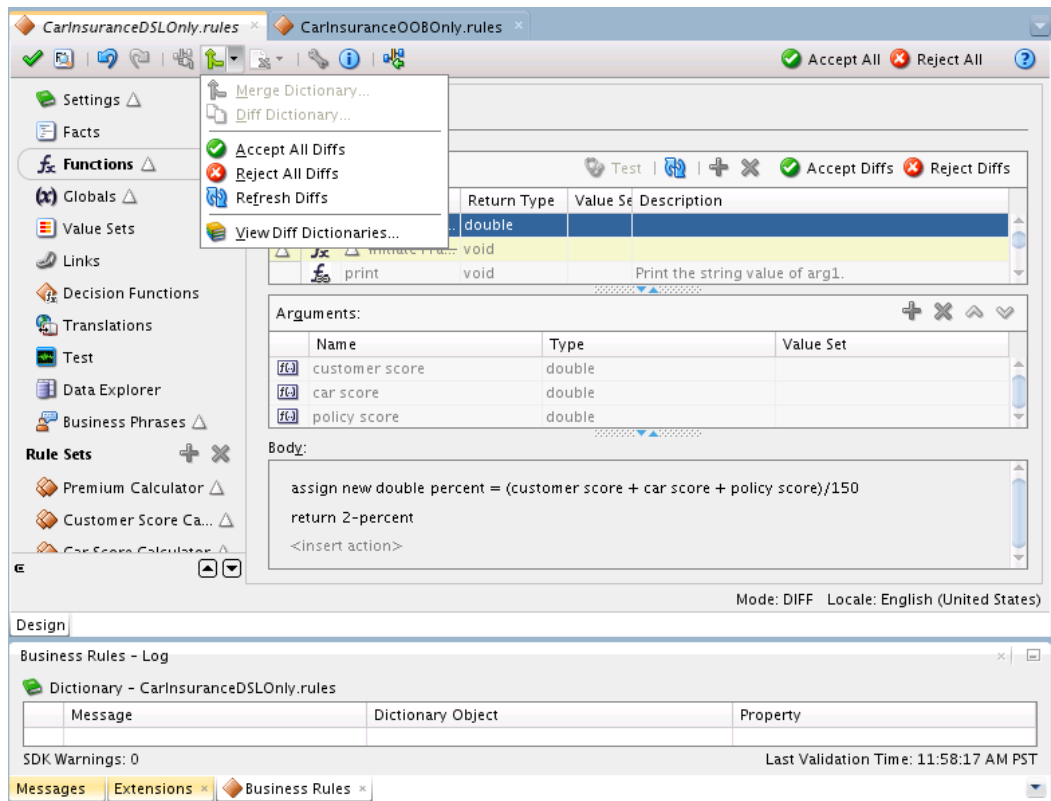 CarInsuranceDSLOnly.rules
CarInsuranceOOBOnly.rules
Accept All
Reject All
Settings
Facts
Functions
Globals
Value Sets
Links
Decision Functions
Translations
Test
Data Explorer
Business Phrases
Rule Sets
Premium Calculator
Customer Score Ca...
Car Score Calculator
Merge Dictionary...
Diff Dictionary...
Accept All Diffs
Reject All Diffs
Refresh Diffs
View Diff Dictionaries...
Test
Accept Diffs
Reject Diffs
Return Type Value Se Description
double
void
print void Print the string value of arg1.
Arguments:
Name Type Value Set
customer score double
car score double
policy score double
Body:
assign new double percent = (customer score + car score + policy score)/150
return 2-percent
<insert action>
Mode: DIFF Locale: English (United States)
Design
Business Rules - Log
Dictionary - CarInsuranceDSLOnly.rules
Message Dictionary Object Property
SDK Warnings: 0
Last Validation Time: 11:58:17 AM PST
Messages Extensions Business Rules